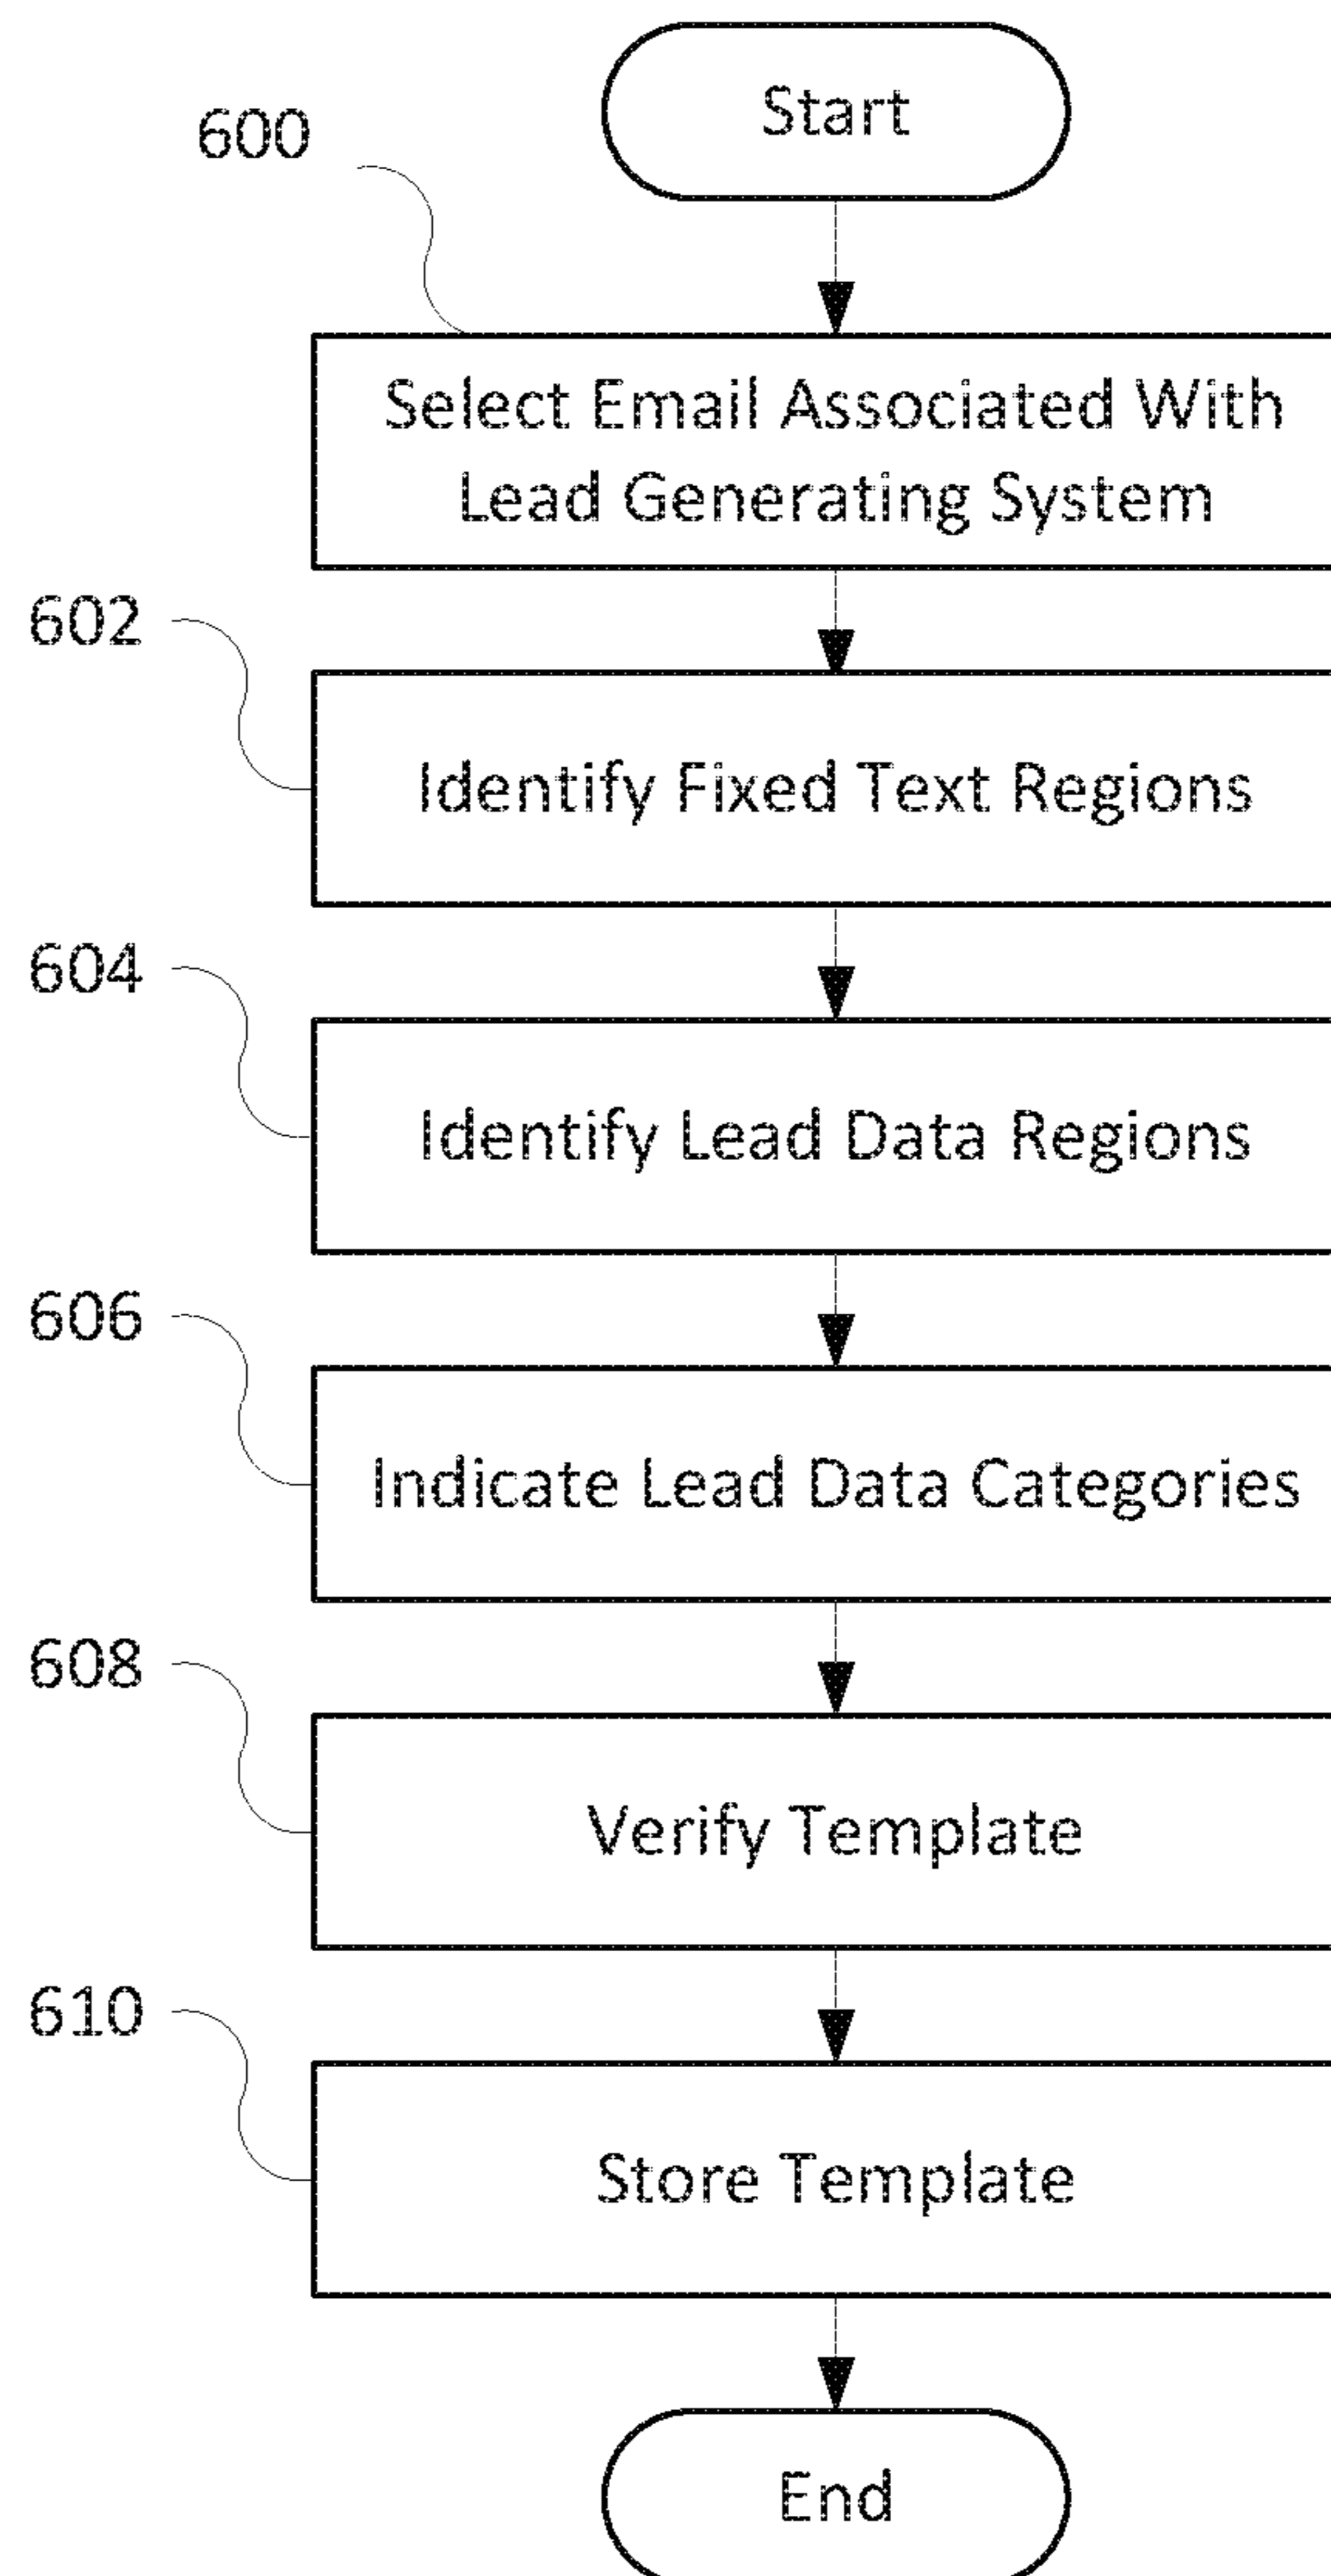 Start
600
Select Email Associated With
Lead Generating System
602
Identify Fixed Text Regions
604
Identify Lead Data Regions
606
Indicate Lead Data Categories
608
Verify Template
610
Store Template
End